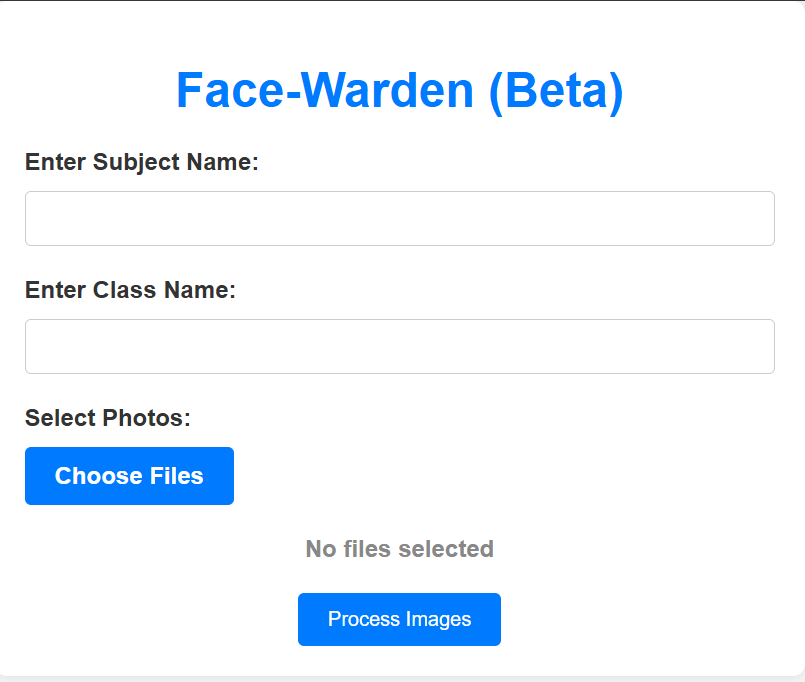 Face-Warden (Beta)
Enter Subject Name:
Enter Class Name:
Select Photos:
Choose Files
No files selected
Process Images